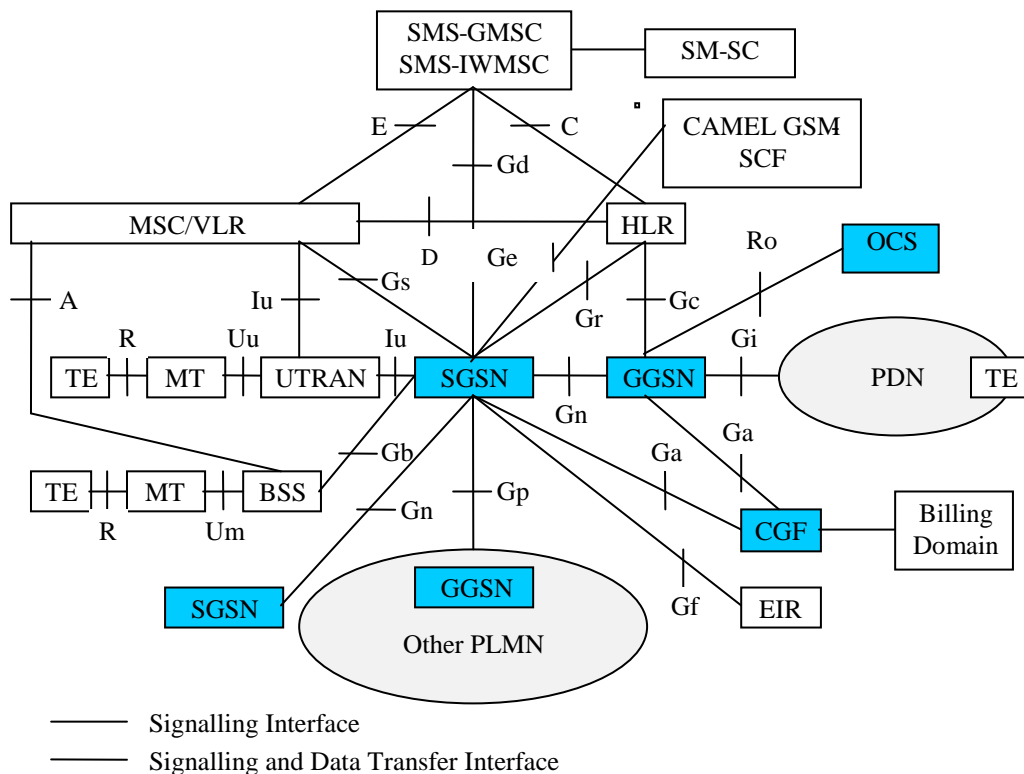 SMS-GMSC
SMS-IWMSC
SM-SC
E
C
CAMEL GSM
SCF
Gd
MSC/VLR
HLR
D
Ge
Ro
OCS
Gs
A
Iu
Gr
Gc
R
Uu
Iu
Gi
TE
MT
UTRAN
SGSN
GGSN
PDN
TE
Gn
Ga
Gb
Ga
TE
MT
BSS
Gp
Gn
R
Um
CGF
Billing
Domain
GGSN
SGSN
Gf
EIR
Other PLMN
Signalling Interface
Signalling and Data Transfer Interface